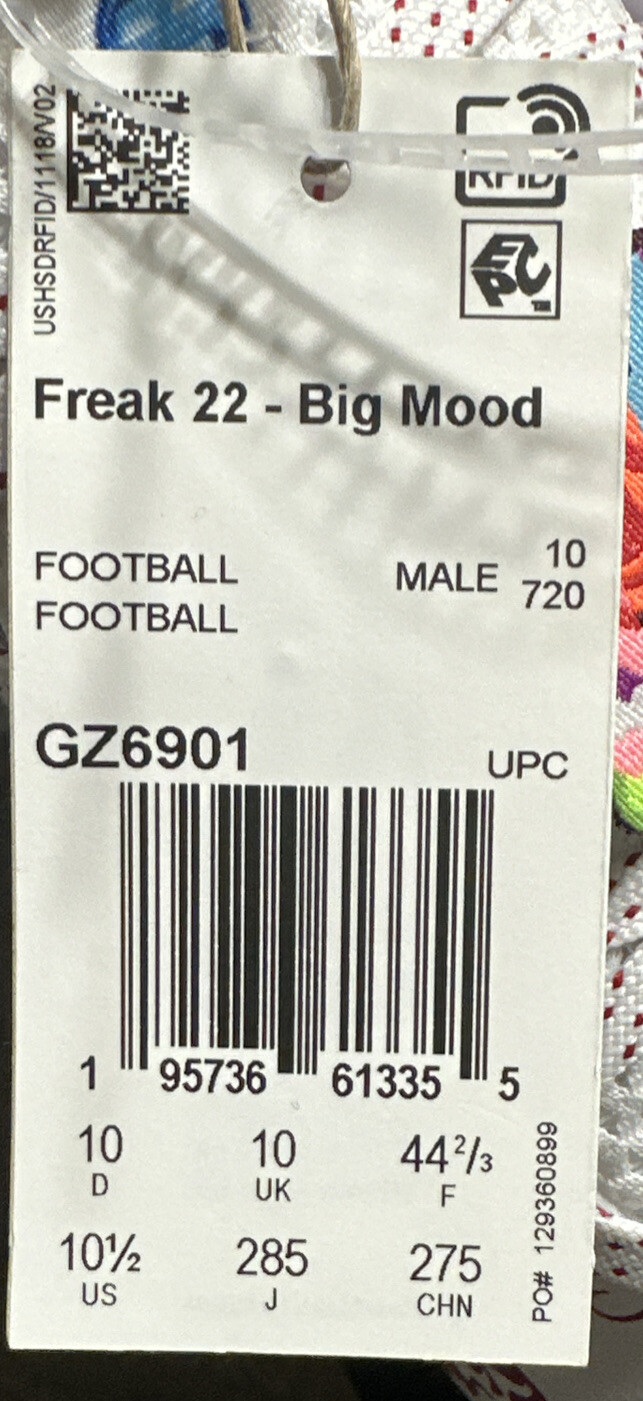 USHSDRFID/1118/V02
RFID
EPC
TM
Freak 22 - Big Mood
FOOTBALL MALE 10
FOOTBALL 720
GZ6901 UPC
1 95736 61335 5
10 10 44²/₃
D UK F
10½ 285 275
US J CHN
PO# 129360899